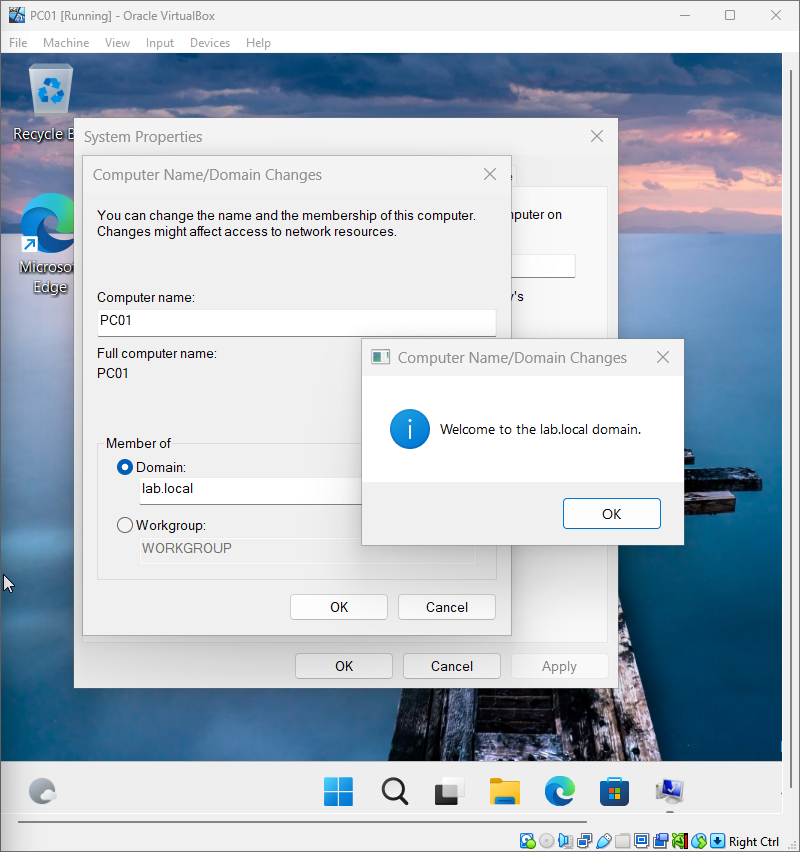 PC01 [Running] - Oracle VirtualBox
File Machine View Input Devices Help
Recycle
System Properties
Computer Name/Domain Changes
You can change the name and the membership of this computer.
Changes might affect access to network resources.
puter on
Computer name:
PC01
y's
Full computer name:
PC01
Computer Name/Domain Changes
Welcome to the lab.local domain.
OK
Microsof
Edge
Member of
Domain:
lab.local
Workgroup:
WORKGROUP
OK Cancel
OK Cancel Apply
Right Ctrl